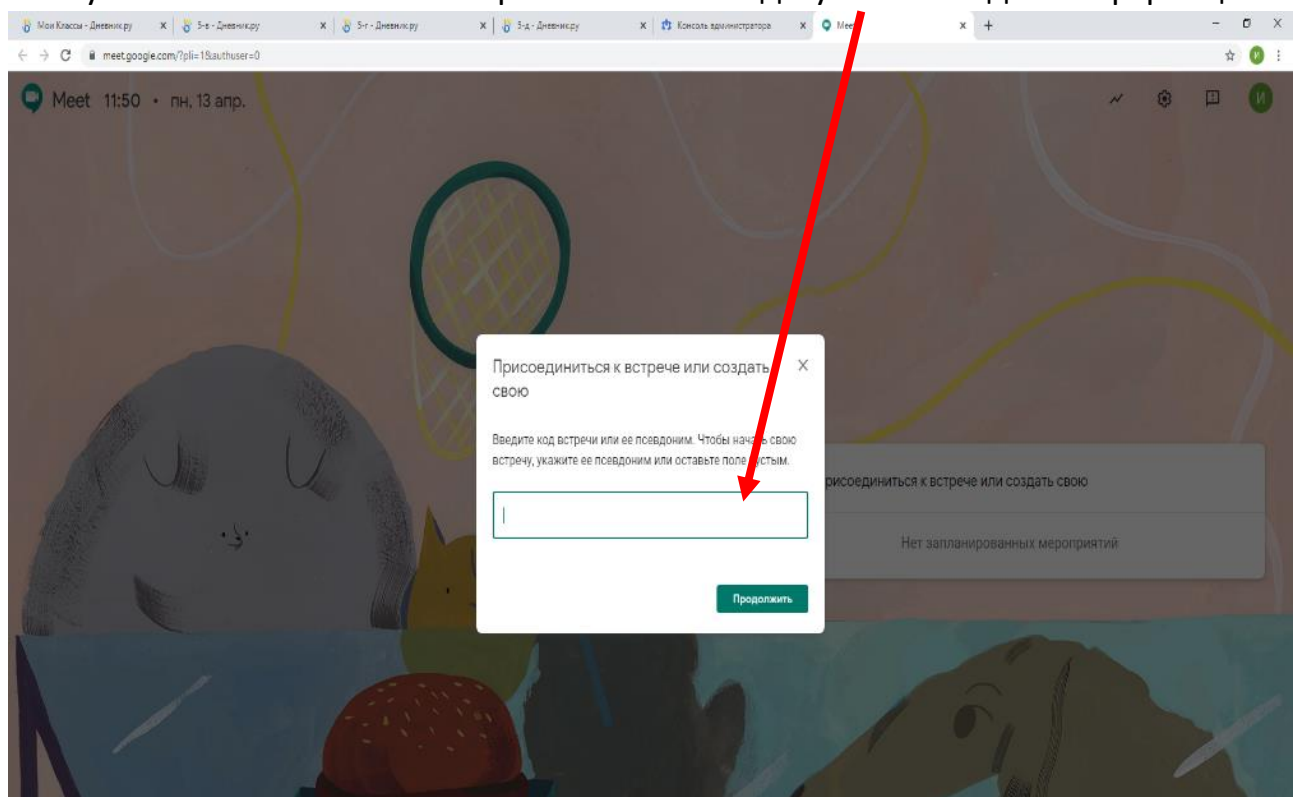 Мои Классы - Дневник.ру
5-в - Дневник.ру
5-г - Дневник.ру
5-д - Дневник.ру
Консоль администратора
meet.google.com/?pli=1&authuser=0
И
Meet 11:50 • пн, 13 апр.
И
Присоединиться к встрече или создать
свою
Введите код встречи или ее псевдоним. Чтобы начать свою
встречу, укажите ее псевдоним или оставьте поле пустым.
Продолжить
рисоединиться к встрече или создать свою
Нет запланированных мероприятий